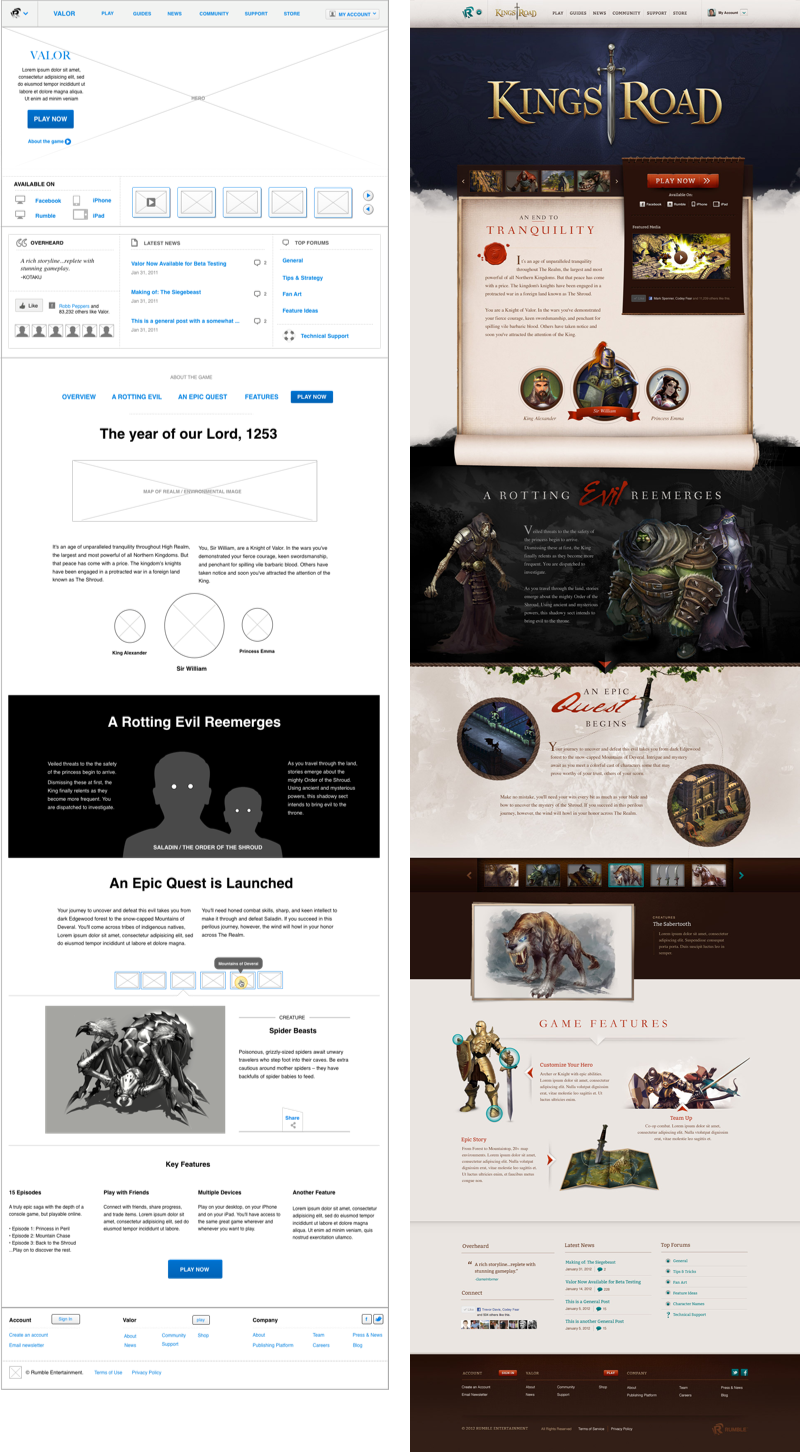 VALOR
PLAY
GUIDES
NEWS
COMMUNITY
SUPPORT
STORE
MY ACCOUNT
VALOR
Lorem ipsum dolor sit amet,
consectetur adipisicing elit, sed
do eiusmod tempor incididunt ut
labore et dolore magna aliqua.
Ut enim ad minim veniam
PLAY NOW
About the game
HERO
AVAILABLE ON
Facebook
iPhone
Rumble
iPad
OVERHEARD
A rich storyline...replete with
stunning gameplay.
-KOTAKU
Like
Robb Peppers and
83,232 others like Valor.
LATEST NEWS
Valor Now Available for Beta Testing
2
Jan 31, 2011
Making of: The Siegebeast
2
Jan 31, 2011
This is a general post with a somewhat ...
2
Jan 31, 2011
TOP FORUMS
General
Tips & Strategy
Fan Art
Feature Ideas
Technical Support
ABOUT THE GAME
OVERVIEW
A ROTTING EVIL
AN EPIC QUEST
FEATURES
PLAY NOW
The year of our Lord, 1253
MAP OF REALM / ENVIRONMENTAL IMAGE
It's an age of unparalleled tranquility throughout High Realm,
the largest and most powerful of all Northern Kingdoms. But
that peace has come with a price. The kingdom's knights
have been engaged in a protracted war in a foreign land
known as The Shroud.
You, Sir William, are a Knight of Valor. In the wars you've
demonstrated your fierce courage, keen swordsmanship,
and penchant for spilling vile barbaric blood. Others have
taken notice and soon you've attracted the attention of the
King.
King Alexander
Sir William
Princess Emma
A Rotting Evil Reemerges
Veiled threats to the the safety
of the princess begin to arrive.
Dismissing these at first, the
King finally relents as they
become more frequent. You
are dispatched to investigate.
As you travel through the land,
stories emerge about the
mighty Order of the Shroud.
Using ancient and mysterious
powers, this shadowy sect
intends to bring evil to the
throne.
SALADIN / THE ORDER OF THE SHROUD
An Epic Quest is Launched
Your journey to uncover and defeat this evil takes you from
dark Edgewood forest to the snow-capped Mountains of
Deveral. You'll come across tribes of indigenous natives,
Lorem ipsum dolor sit amet, consectetur adipisicing elit,
sed do eiusmod tempor incididunt ut labore et dolore magna.
You'll need honed combat skills, sharp, and keen intellect to
make it through and defeat Saladin. If you succeed in this
perilous journey, however, the wind will howl in your honor
across The Realm.
Mountains of Deveral
CREATURE
Spider Beasts
Poisonous, grizzly-sized spiders await unwary
travelers who step foot into their caves. Be extra
cautious around mother spiders – they have
backfulls of spider babies to feed.
Share
Key Features
15 Episodes
A truly epic saga with the depth of a
console game, but playable online.
• Episode 1: Princess in Peril
• Episode 2: Mountain Chase
• Episode 3: Back to the Shroud
...Play on to discover the rest.
Play with Friends
Connect with friends, share progress,
and trade items. Lorem ipsum dolor sit
amet, consectetur adipisicing elit, sed do
eiusmod tempor incididunt ut labore.
Multiple Devices
Play on your desktop, on your iPhone
and on your iPad. You'll have access to
the same great game wherever and
whenever you want to play.
Another Feature
Lorem ipsum dolor sit amet, consectetur
adipisicing elit, sed do eiusmod tempor
incididunt ut labore et dolore magna
aliqua. Ut enim ad minim veniam, quis
nostrud exercitation ullamco.
PLAY NOW
Account
Sign in
Create an account
Email newsletter
Valor
play
About
Community
Shop
News
Support
Company
About
Team
Press & News
Publishing Platform
Careers
Blog
© Rumble Entertainment.
Terms of Use
Privacy Policy
KINGS ROAD
PLAY
GUIDES
NEWS
COMMUNITY
SUPPORT
STORE
My Account
KINGS ROAD
PLAY NOW
Available On:
Facebook
Rumble
iPhone
iPad
Featured Media
AN END TO
TRANQUILITY
It's an age of unparalleled tranquility
throughout The Realm, the largest and most
powerful of all Northern Kingdoms. But that peace has come
with a price. The kingdom's knights have been engaged in a
protracted war in a foreign land known as The Shroud.
You are a Knight of Valor. In the wars you've demonstrated
your fierce courage, keen swordsmanship, and penchant for
spilling vile barbaric blood. Others have taken notice and
soon you've attracted the attention of the King.
King Alexander
Sir William
Princess Emma
A ROTTING Evil REEMERGES
Veiled threats to the the safety of
the princess begin to arrive.
Dismissing these at first, the King
finally relents as they become more
frequent. You are dispatched to
investigate.
As you travel through the land, stories
emerge about the mighty Order of the
Shroud. Using ancient and mysterious
powers, this shadowy sect intends to
bring evil to the throne.
AN EPIC
Quest
BEGINS
Your journey to uncover and defeat this evil takes you from dark Edgewood
forest to the snow-capped Mountains of Deveral. Intrigue and mystery
await as you meet a colorful cast of characters, some that may
prove worthy of your trust, others of your scorn.
Make no mistake, you'll need your wits every bit as much as your blade and
bow to uncover the mystery of the Shroud. If you succeed in this perilous
journey, however, the wind will howl in your honor across The Realm.
CREATURES
The Sabertooth
GAME FEATURES
Customize Your Hero
Team Up
Epic Story
Overheard
A rich storyline...replete with
stunning gameplay."
Connect
Latest News
Making of The Siegebeast
Valor Now Available for Beta Testing
This is a General Post
This is another General Post
Top Forums
General
Tips & Tricks
Fan Art
Feature Ideas
Character Names
Technical Support
ACCOUNT
SIGN IN
Create an Account
Email Newsletter
VALOR
PLAY
About
Community
Shop
News
Support
COMPANY
About
Team
Press & News
Publishing Platform
Careers
Blog
© 2012 RUMBLE ENTERTAINMENT
All Rights Reserved
Terms of Service
Privacy Policy
RUMBLE